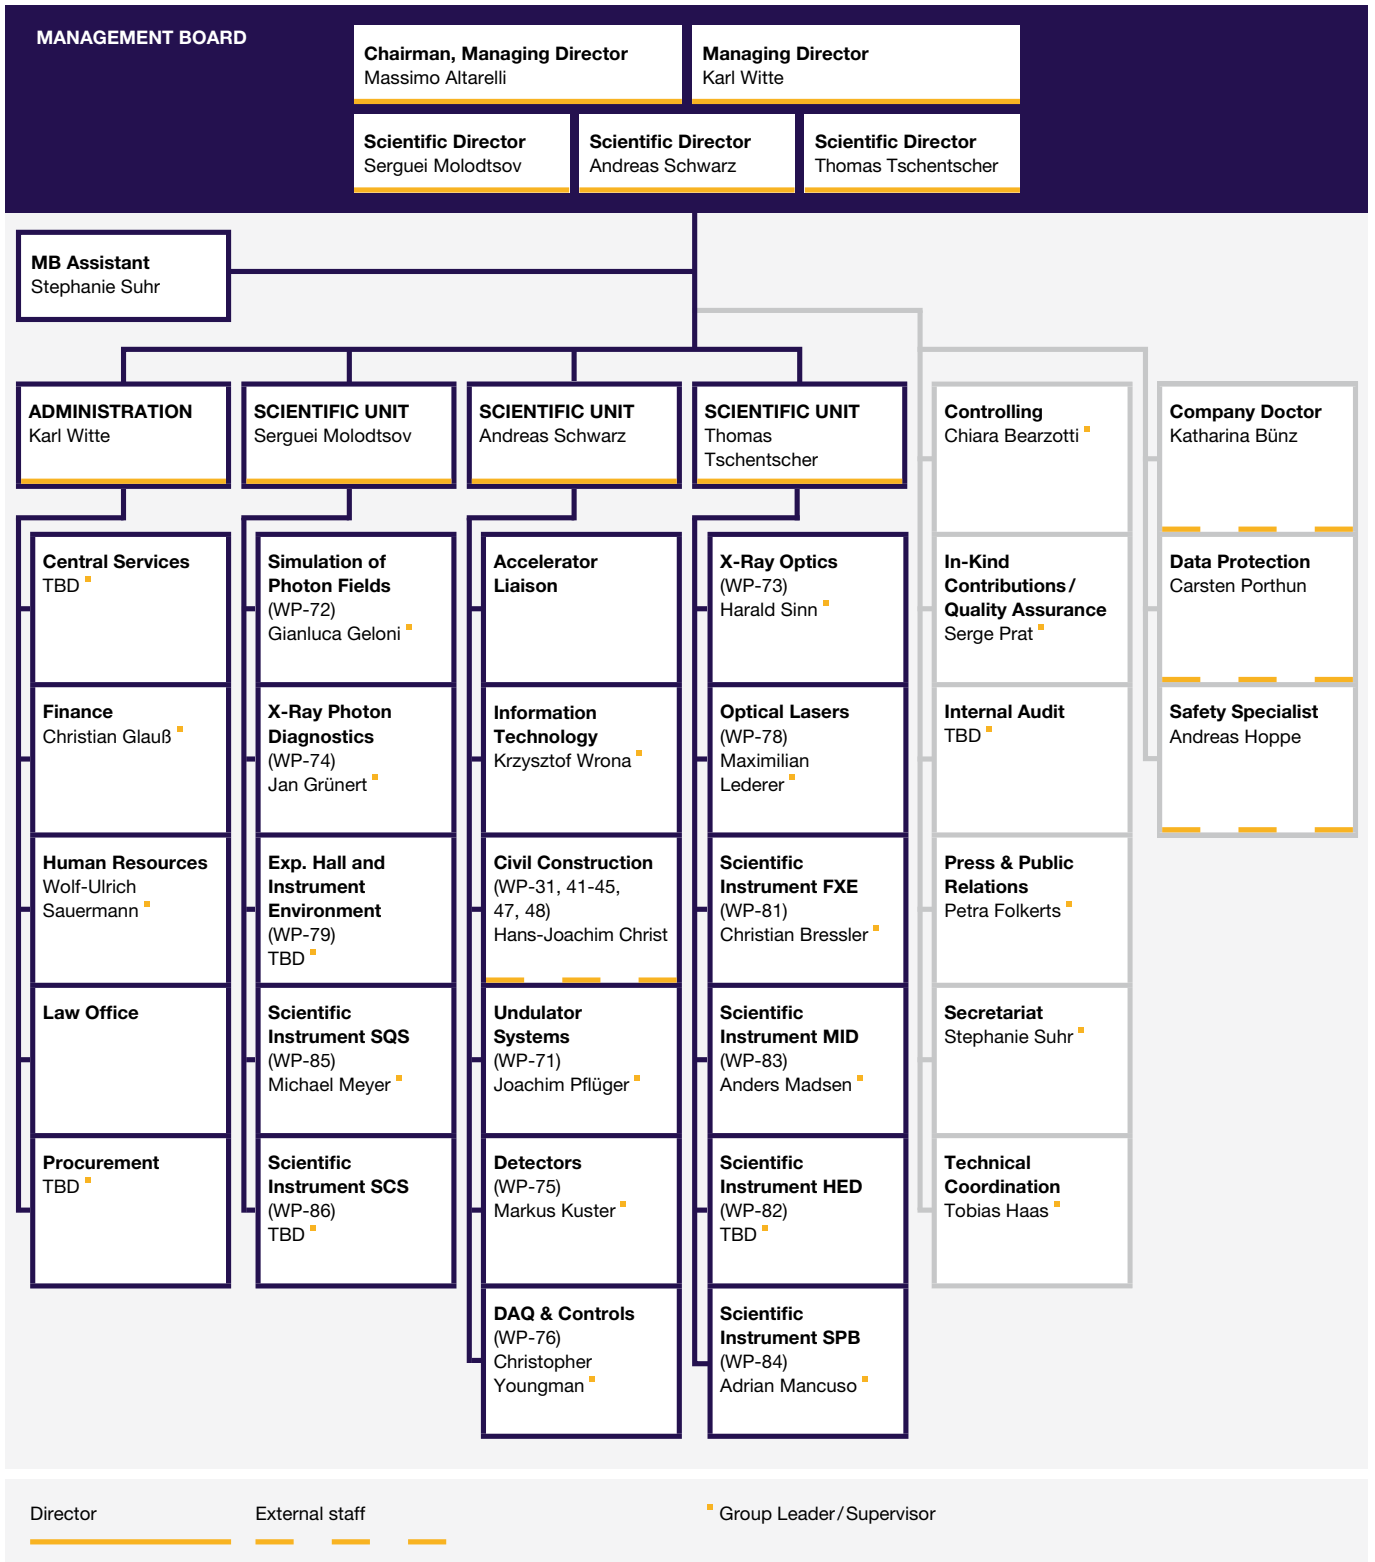 MANAGEMENT BOARD
Chairman, Managing Director
Massimo Altarelli
Managing Director
Karl Witte
Scientific Director
Serguei Molodtsov
Scientific Director
Andreas Schwarz
Scientific Director
Thomas Tschentscher
MB Assistant
Stephanie Suhr
ADMINISTRATION
Karl Witte
SCIENTIFIC UNIT
Serguei Molodtsov
SCIENTIFIC UNIT
Andreas Schwarz
SCIENTIFIC UNIT
Thomas
Tschentscher
Controlling
Chiara Bearzotti
Company Doctor
Katharina Bünz
Central Services
TBD
Simulation of
Photon Fields
(WP-72)
Gianluca Geloni
Accelerator
Liaison
X-Ray Optics
(WP-73)
Harald Sinn
In-Kind
Contributions/
Quality Assurance
Serge Prat
Data Protection
Carsten Porthun
Finance
Christian Glauß
X-Ray Photon
Diagnostics
(WP-74)
Jan Grünert
Information
Technology
Krzysztof Wrona
Optical Lasers
(WP-78)
Maximilian
Lederer
Internal Audit
TBD
Safety Specialist
Andreas Hoppe
Human Resources
Wolf-Ulrich
Sauermann
Exp. Hall and
Instrument
Environment
(WP-79)
TBD
Civil Construction
(WP-31, 41-45,
47, 48)
Hans-Joachim Christ
Scientific
Instrument FXE
(WP-81)
Christian Bressler
Press & Public
Relations
Petra Folkerts
Law Office
Scientific
Instrument SQS
(WP-85)
Michael Meyer
Undulator
Systems
(WP-71)
Joachim Pflüger
Scientific
Instrument MID
(WP-83)
Anders Madsen
Secretariat
Stephanie Suhr
Procurement
TBD
Scientific
Instrument SCS
(WP-86)
TBD
Detectors
(WP-75)
Markus Kuster
Scientific
Instrument HED
(WP-82)
TBD
Technical
Coordination
Tobias Haas
DAQ & Controls
(WP-76)
Christopher
Youngman
Scientific
Instrument SPB
(WP-84)
Adrian Mancuso
Director
External staff
Group Leader/Supervisor